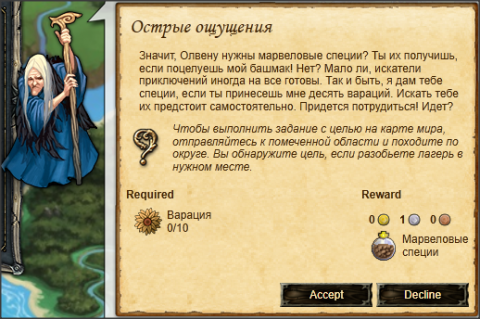 Острые ощущения
Значит, Олвену нужны марвеловые специи? Ты их получишь,
если поцелуешь мой башмак! Нет? Мало ли, искатели
приключений иногда на все готовы. Так и быть, я дам тебе
специи, если ты принесешь мне десять вараций. Искать тебе
их предстоит самостоятельно. Придется потрудиться! Идет?
Чтобы выполнить задание с целью на карте мира,
отправляйтесь к помеченной области и походите по
округе. Вы обнаружите цель, если разобьете лагерь в
нужном месте.
Required
Reward
Варация
0/10
0 1 0
Марвеловые
специи
Accept
Decline